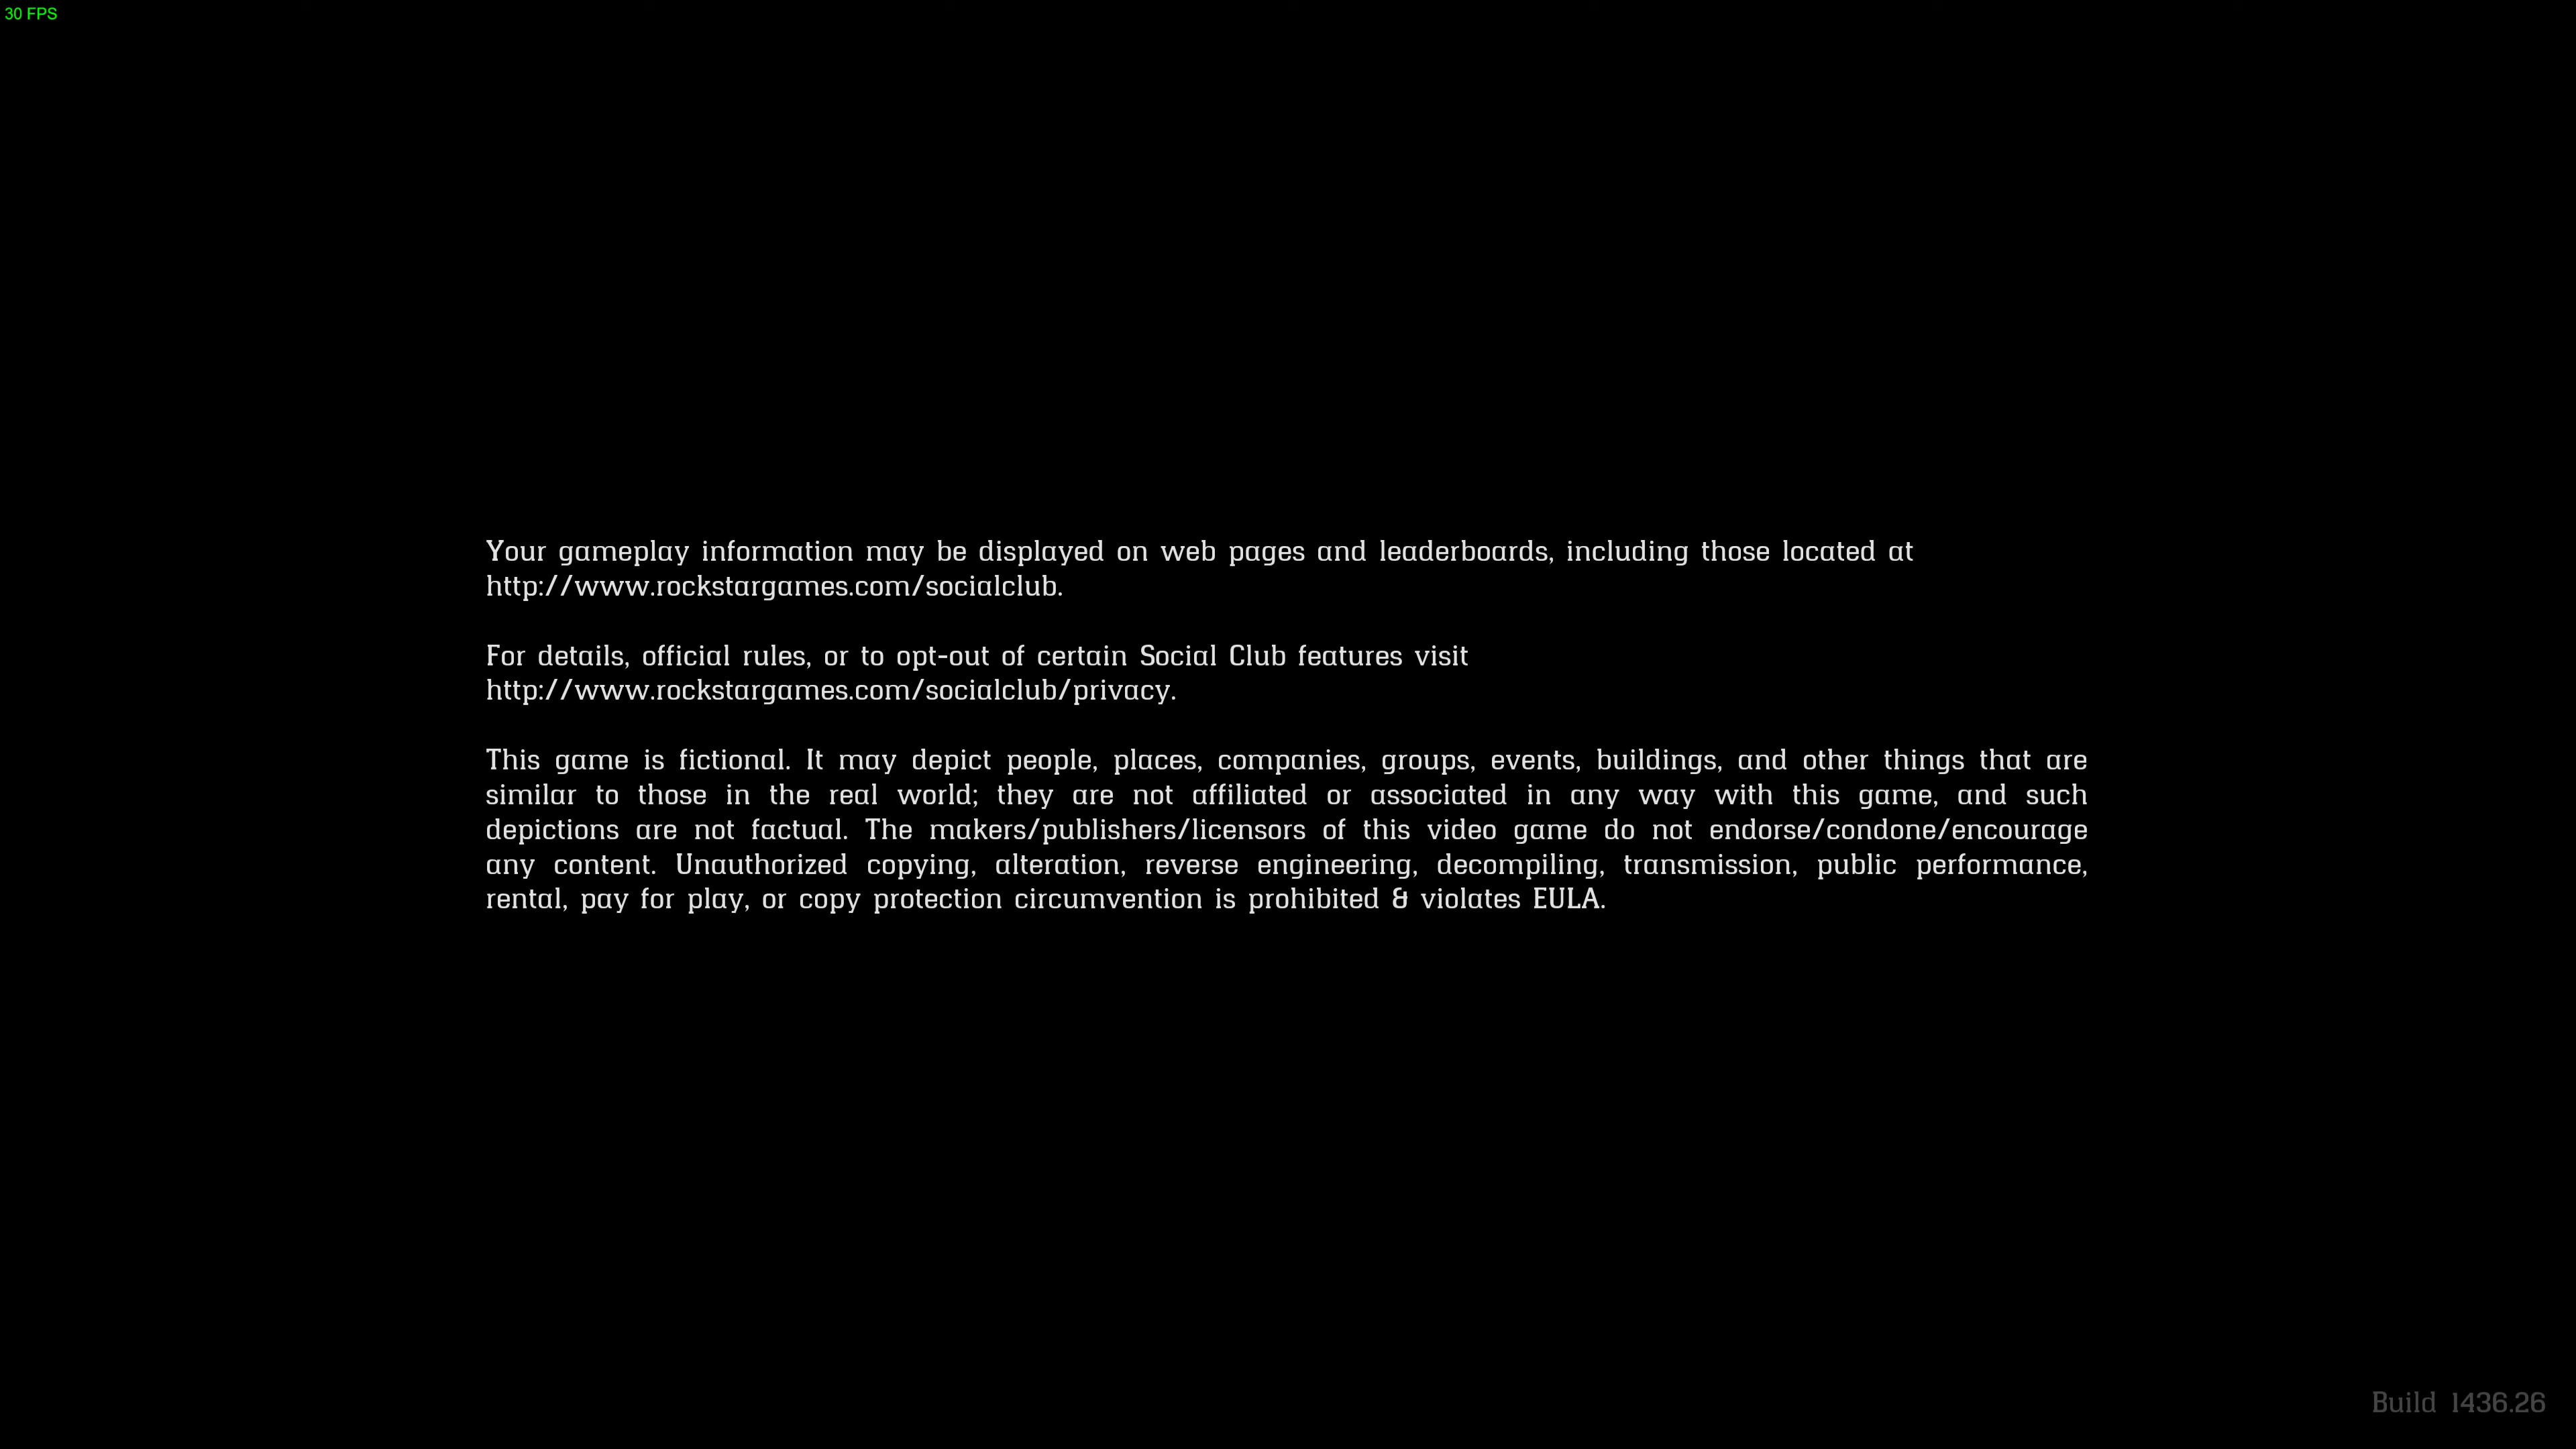 30 FPS
Your gameplay information may be displayed on web pages and leaderboards, including those located at
http://www.rockstargames.com/socialclub.
For details, official rules, or to opt-out of certain Social Club features visit
http://www.rockstargames.com/socialclub/privacy.
This game is fictional. It may depict people, places, companies, groups, events, buildings, and other things that are
similar to those in the real world; they are not affiliated or associated in any way with this game, and such
depictions are not factual. The makers/publishers/licensors of this video game do not endorse/condone/encourage
any content. Unauthorized copying, alteration, reverse engineering, decompiling, transmission, public performance,
rental, pay for play, or copy protection circumvention is prohibited & violates EULA.
Build 1436.26